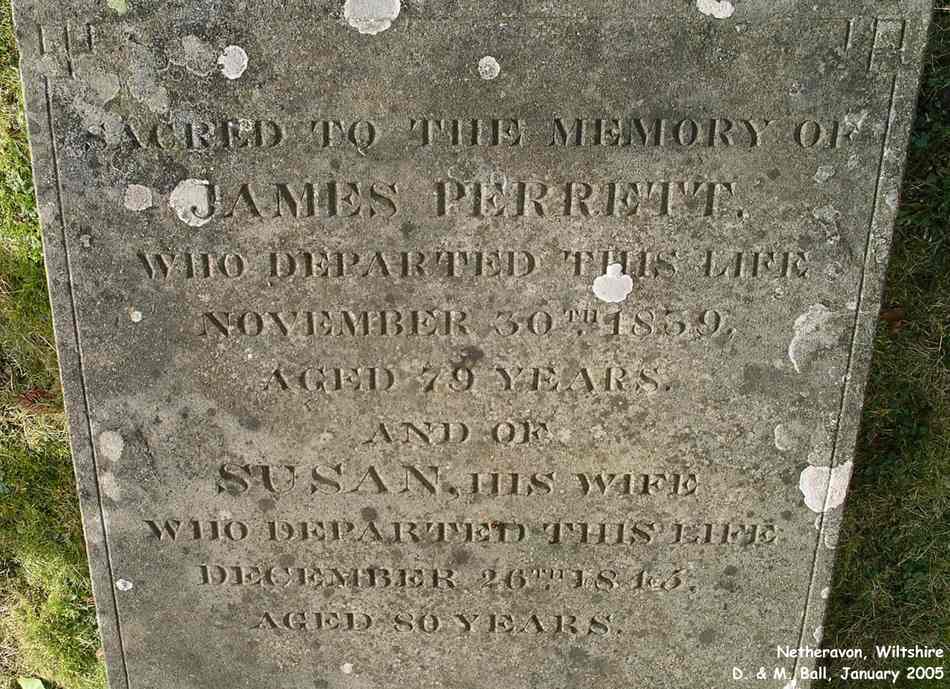 SACRED TO THE MEMORY OF
JAMES PERRETT.
WHO DEPARTED THIS LIFE
NOVEMBER 30TH 1839.
AGED 79 YEARS.
AND OF
SUSAN, HIS WIFE
WHO DEPARTED THIS LIFE
DECEMBER 26TH 1845.
AGED 80 YEARS.
Netheravon, Wiltshire
D. & M. Ball, January 2005